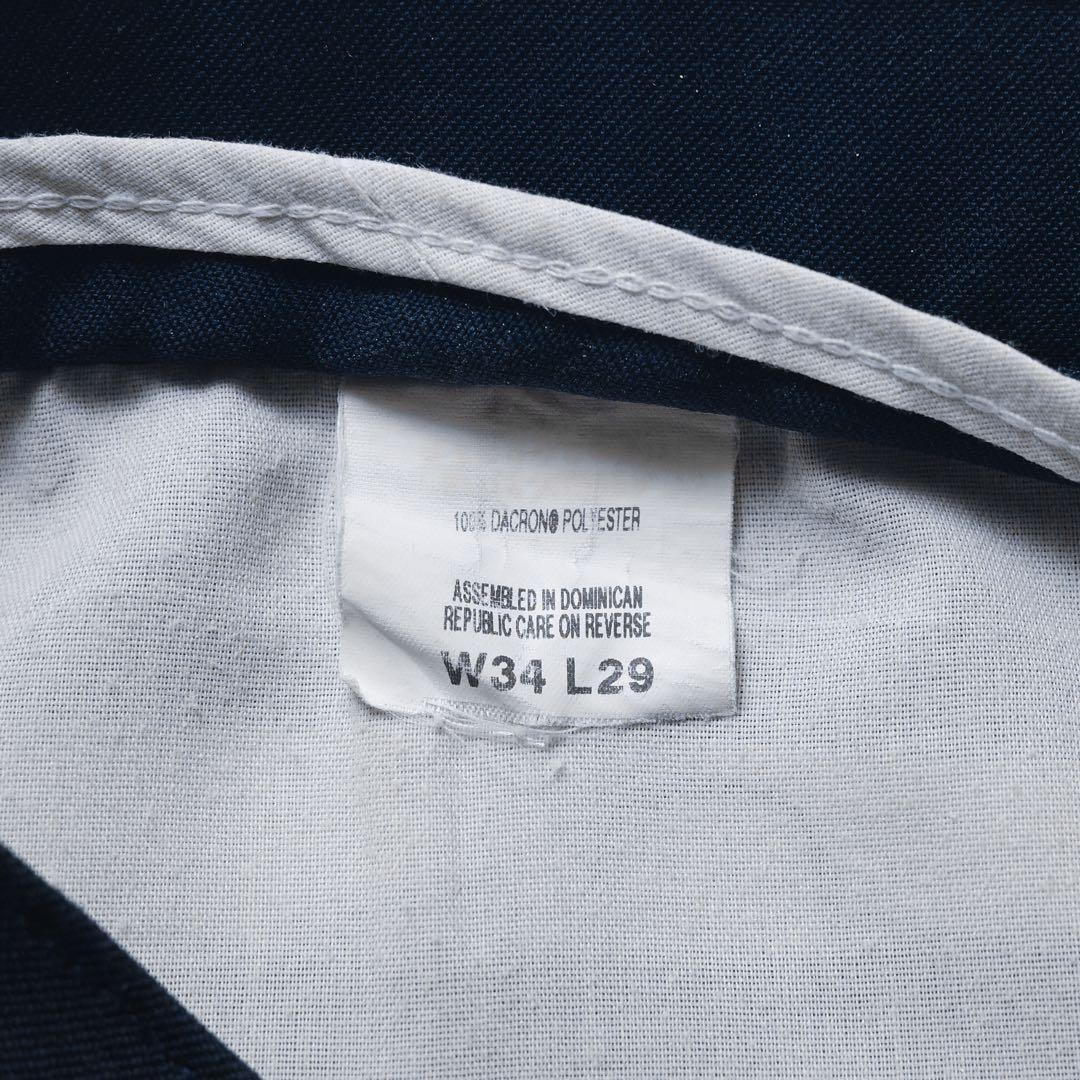 100% DACRON® POLYESTER
ASSEMBLED IN DOMINICAN
REPUBLIC CARE ON REVERSE
W34 L29